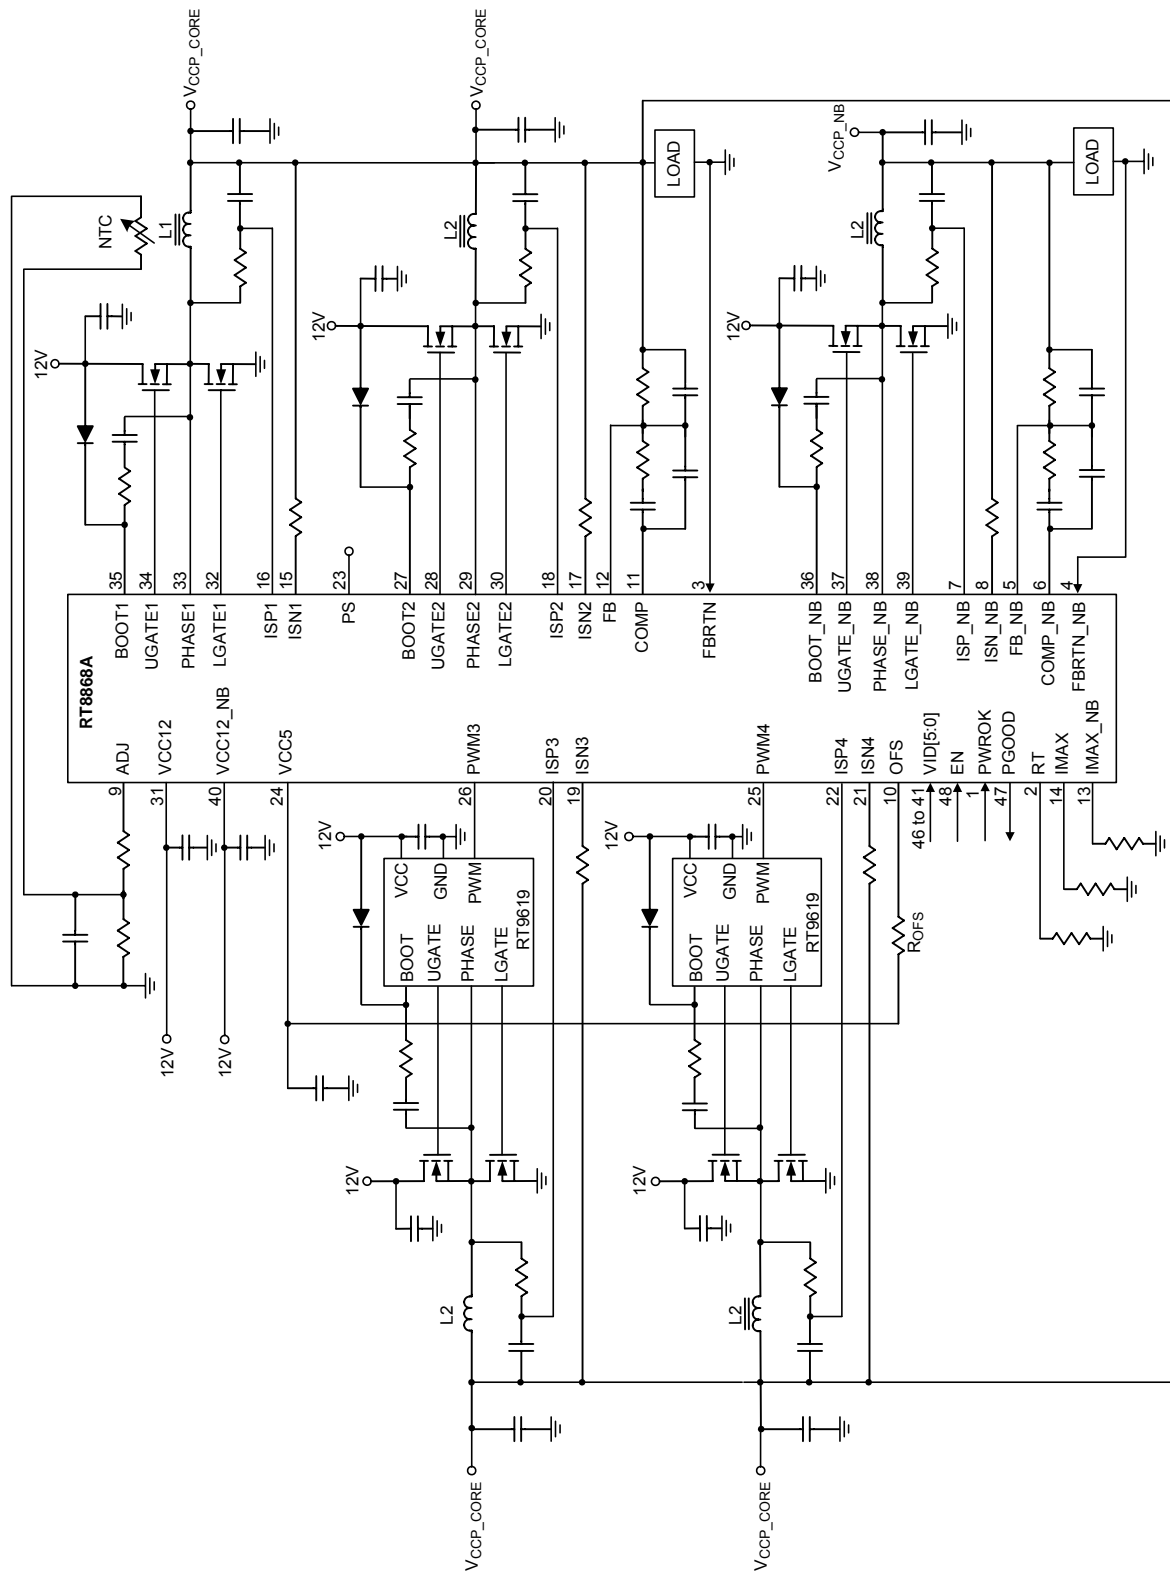 RT8868A
ADJ
9
VCC12
31
VCC12_NB
40
VCC5
24
PWM3
26
ISP3
20
ISN3
19
PWM4
25
ISP4
22
ISN4
21
OFS
10
VID[5:0]
46 to 41
EN
48
PWROK
1
PGOOD
47
RT
2
IMAX
14
IMAX_NB
13
BOOT1
35
UGATE1
34
PHASE1
33
LGATE1
32
ISP1
16
ISN1
15
PS
23
BOOT2
27
UGATE2
28
PHASE2
29
LGATE2
30
ISP2
18
ISN2
17
FB
12
COMP
11
FBRTN
3
BOOT_NB
36
UGATE_NB
37
PHASE_NB
38
LGATE_NB
39
ISP_NB
7
ISN_NB
8
FB_NB
5
COMP_NB
6
FBRTN_NB
4
12V
12V
12V
VCC
GND
PWM
BOOT
UGATE
PHASE
LGATE
RT9619
12V
L2
VCCP_CORE
12V
VCC
GND
PWM
BOOT
UGATE
PHASE
LGATE
RT9619
12V
L2
VCCP_CORE
ROFS
NTC
12V
L1
VCCP_CORE
12V
L2
VCCP_CORE
LOAD
12V
L2
VCCP_NB
LOAD